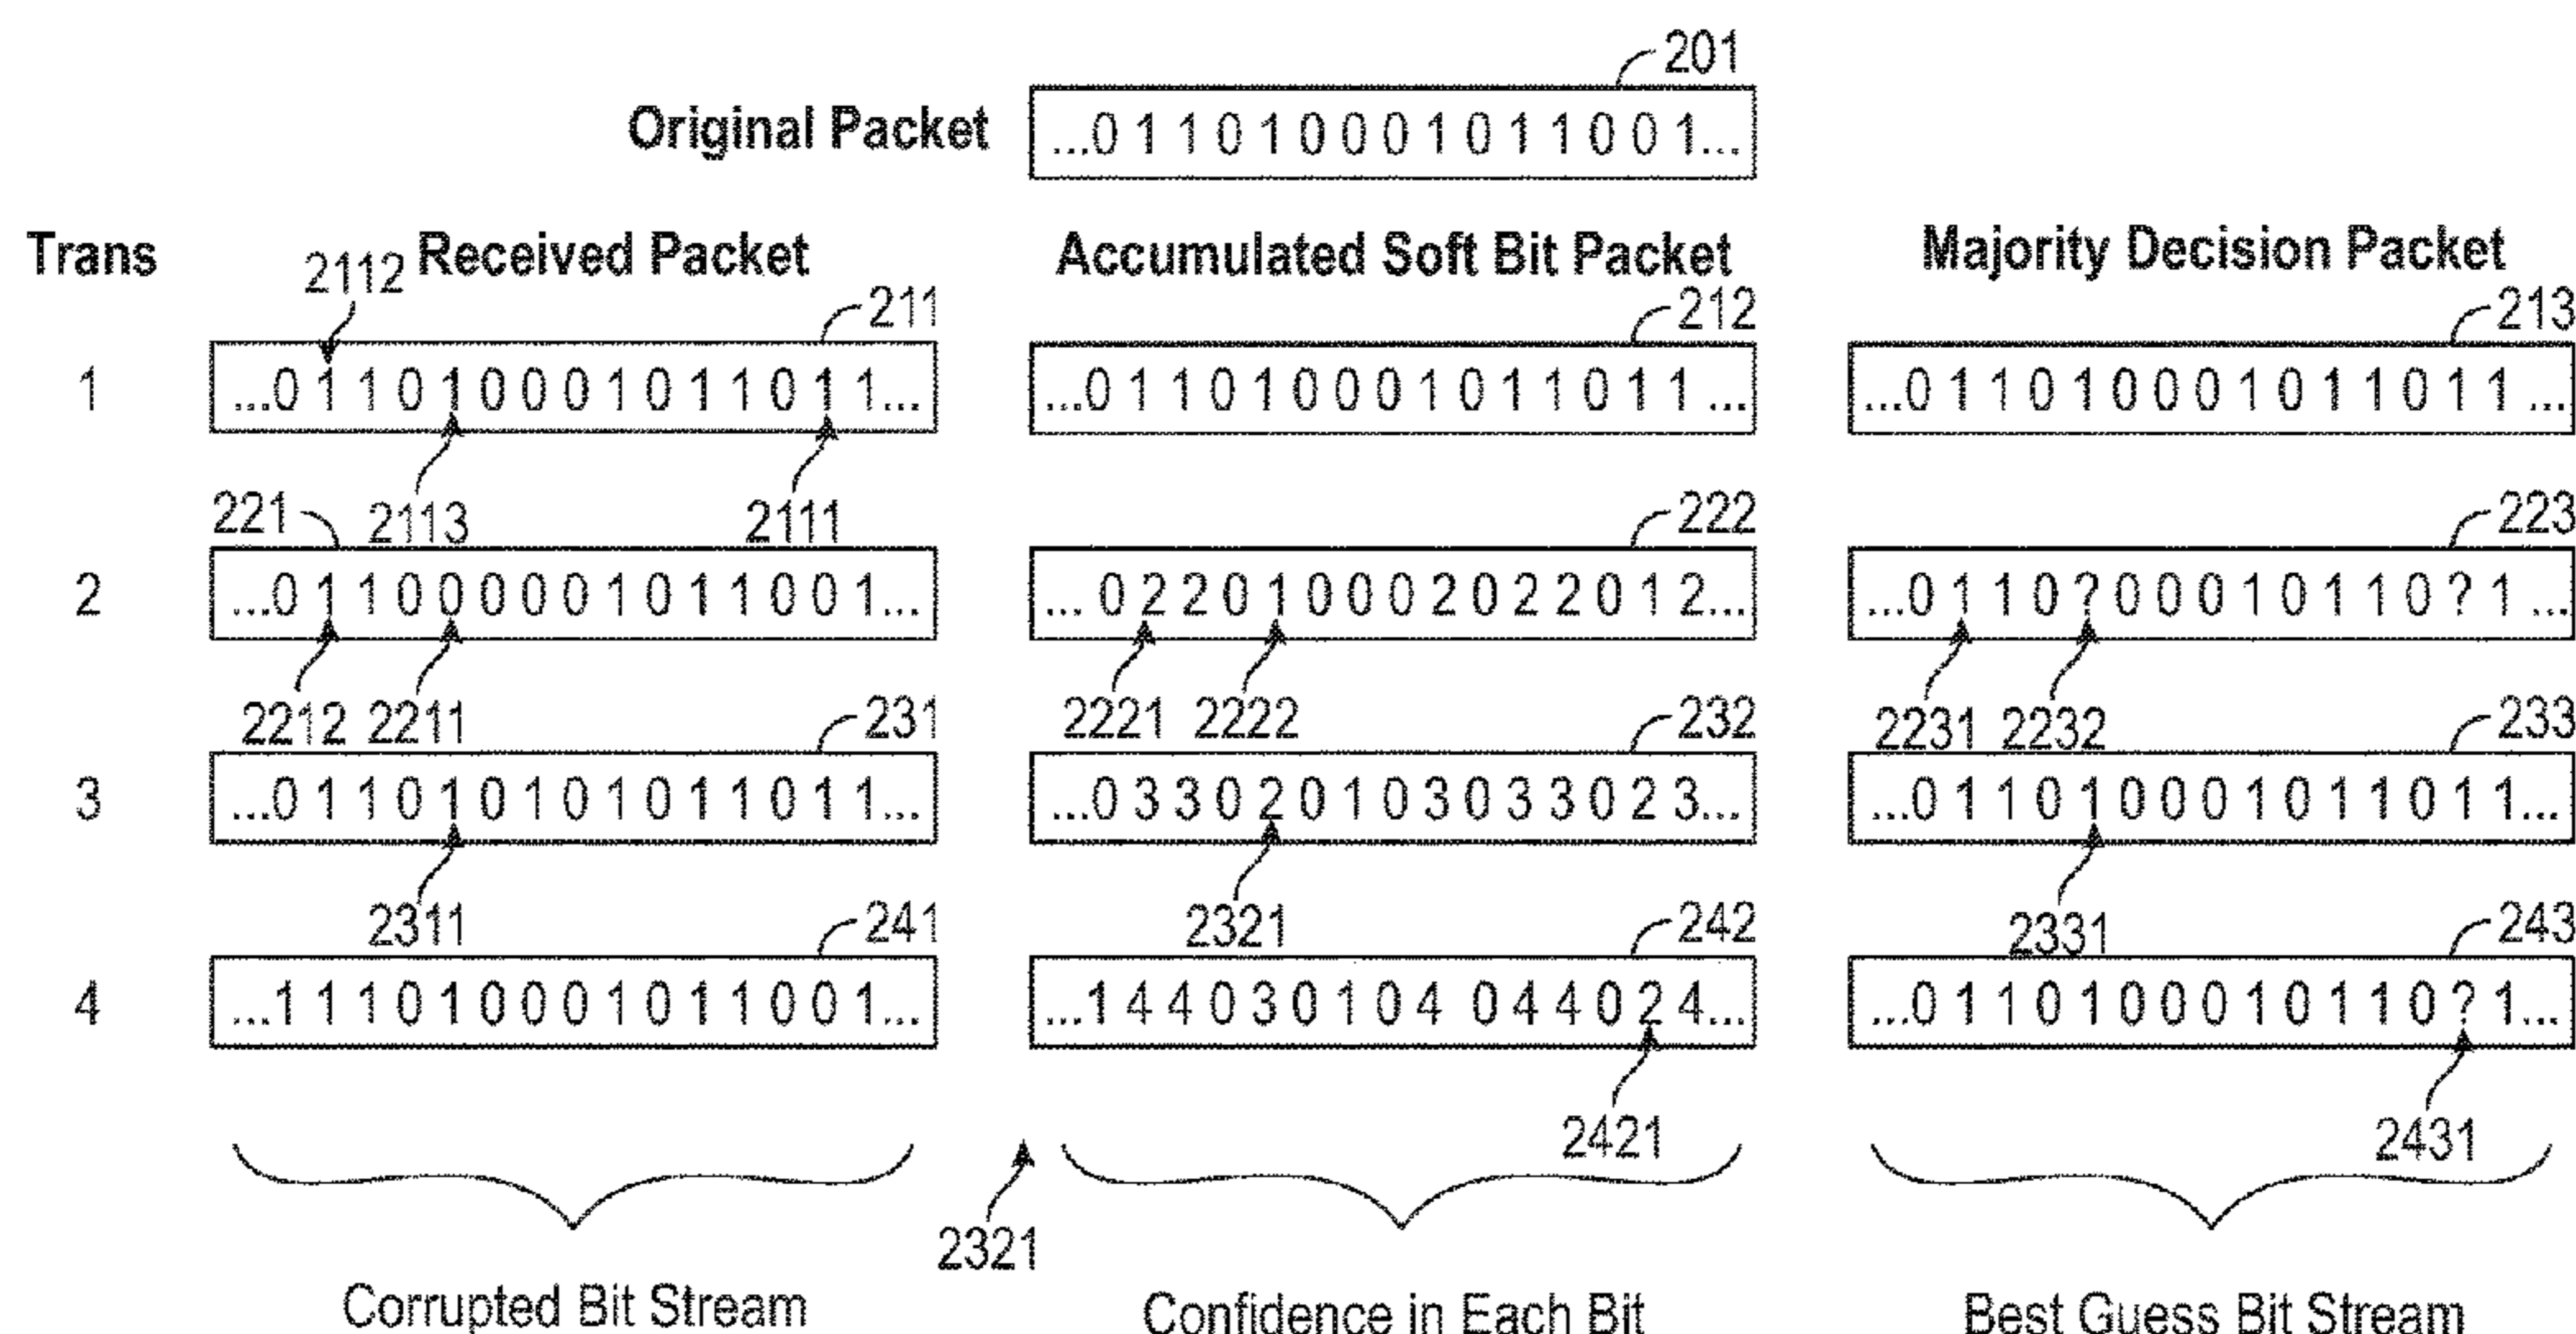 201
Original Packet ...0 1 1 0 1 0 0 0 1 0 1 1 0 0 1...
Trans 2112 Received Packet Accumulated Soft Bit Packet Majority Decision Packet
211 212 213
1 ...0 1 1 0 1 0 0 0 1 0 1 1 0 1 1... ...0 1 1 0 1 0 0 0 1 0 1 1 0 1 1 ... ...0 1 1 0 1 0 0 0 1 0 1 1 0 1 1 ...
221 2113 2111 222 223
2 ...0 1 1 0 0 0 0 0 1 0 1 1 0 0 1... ... 0 2 2 0 1 0 0 0 2 0 2 2 0 1 2... ...0 1 1 0 ? 0 0 0 1 0 1 1 0 ? 1 ...
2212 2211 231 2221 2222 232 2231 2232 233
3 ...0 1 1 0 1 0 1 0 1 0 1 1 0 1 1... ...0 3 3 0 2 0 1 0 3 0 3 3 0 2 3... ...0 1 1 0 1 0 0 0 1 0 1 1 0 1 1...
2311 241 2321 242 2331 243
4 ...1 1 1 0 1 0 0 0 1 0 1 1 0 0 1... ...1 4 4 0 3 0 1 0 4 0 4 4 0 2 4... ...0 1 1 0 1 0 0 0 1 0 1 1 0 ? 1...
2421 2431
2321
Corrupted Bit Stream Confidence in Each Bit Best Guess Bit Stream